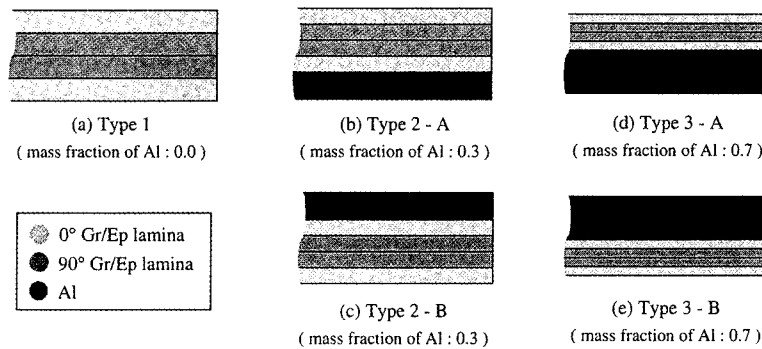 (a) Type 1
( mass fraction of Al : 0.0 )
(b) Type 2 - A
( mass fraction of Al : 0.3 )
(d) Type 3 - A
( mass fraction of Al : 0.7 )
0° Gr/Ep lamina
90° Gr/Ep lamina
Al
(c) Type 2 - B
( mass fraction of Al : 0.3 )
(e) Type 3 - B
( mass fraction of Al : 0.7 )